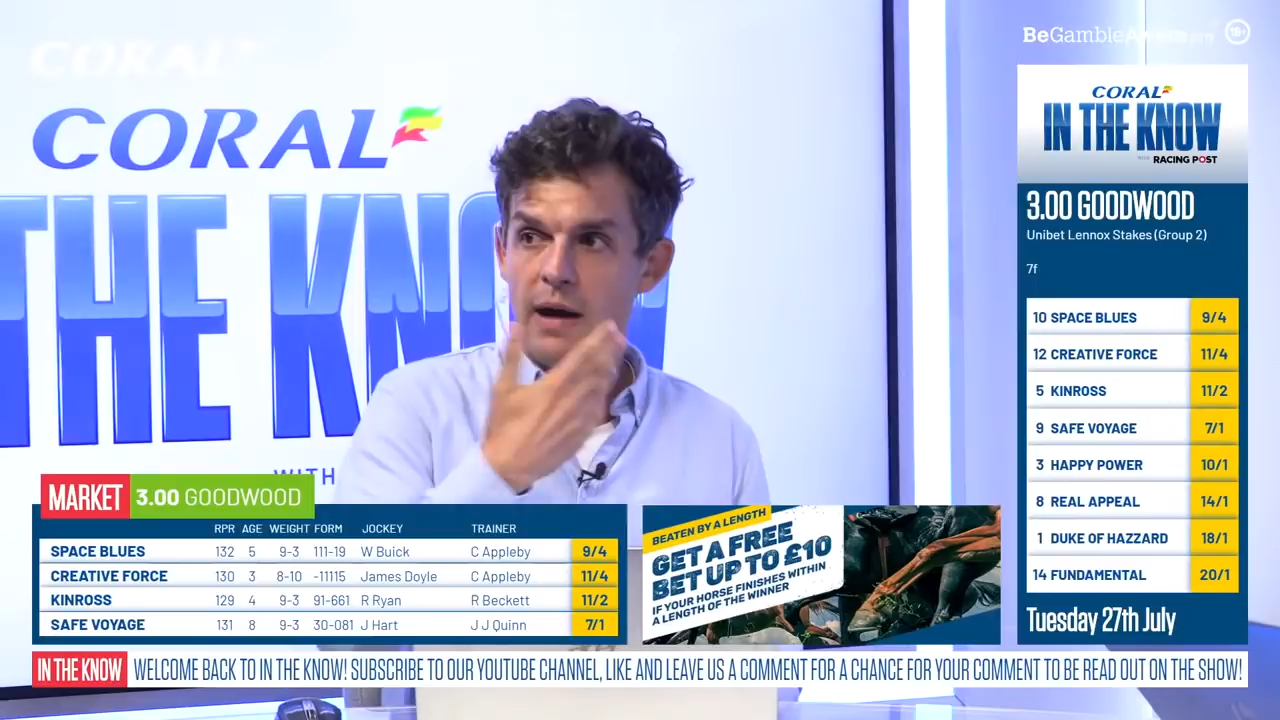 CORAL
BeGambleAware.org 18+
CORAL
THE KNO
WITH
CORAL
IN THE KNOW
WITH RACING POST
3.00 GOODWOOD
Unibet Lennox Stakes (Group 2)
7f
10 SPACE BLUES 9/4
12 CREATIVE FORCE 11/4
5 KINROSS 11/2
9 SAFE VOYAGE 7/1
3 HAPPY POWER 10/1
8 REAL APPEAL 14/1
1 DUKE OF HAZZARD 18/1
14 FUNDAMENTAL 20/1
Tuesday 27th July
MARKET 3.00 GOODWOOD
RPR AGE WEIGHT FORM JOCKEY TRAINER
SPACE BLUES 132 5 9-3 111-19 W Buick C Appleby 9/4
CREATIVE FORCE 130 3 8-10 -11115 James Doyle C Appleby 11/4
KINROSS 129 4 9-3 91-661 R Ryan R Beckett 11/2
SAFE VOYAGE 131 8 9-3 30-081 J Hart J J Quinn 7/1
BEATEN BY A LENGTH
GET A FREE
BET UP TO £10
IF YOUR HORSE FINISHES WITHIN
A LENGTH OF THE WINNER
IN THE KNOW WELCOME BACK TO IN THE KNOW! SUBSCRIBE TO OUR YOUTUBE CHANNEL, LIKE AND LEAVE US A COMMENT FOR A CHANCE FOR YOUR COMMENT TO BE READ OUT ON THE SHOW!